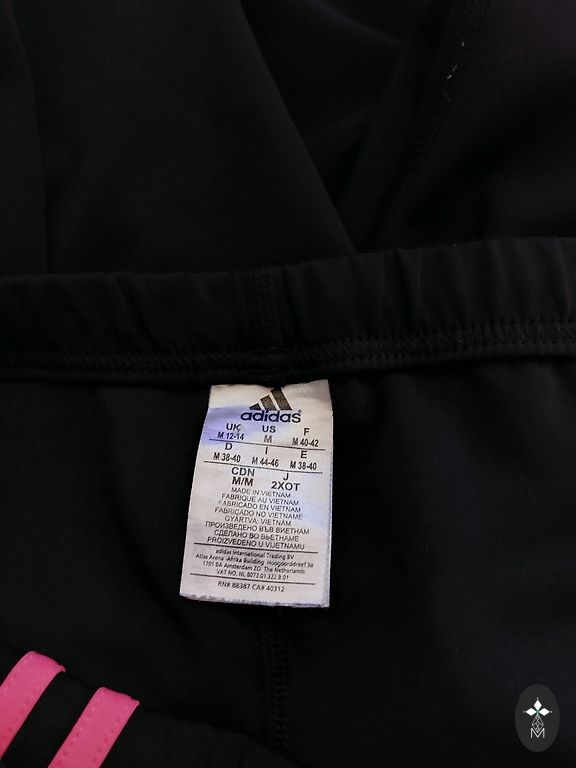 adidas
UK US F
M 12-14 M M 40-42
D I E
M 38-40 M 44-46 M 38-40
CDN J
M/M 2XOT
MADE IN VIETNAM
FABRIQUÉ AU VIETNAM
FABRICADO EN VIETNAM
FABRICADO NO VIETNAM
GYÁRTVA: VIETNÁM
ПРОИЗВЕДЕНО ВЪВ ВИЕТНАМ
СДЕЛАНО ВО ВЬЕТНАМЕ
PROIZVEDENO U VIJETNAMU
adidas International Trading BV
Atlas Arena -Afrika Building Hoogoorddreef 9a
1101 BA Amsterdam ZO The Netherlands
VAT NO. NL 8073.01.322.B.01
RN# 88387 CA# 40312
M